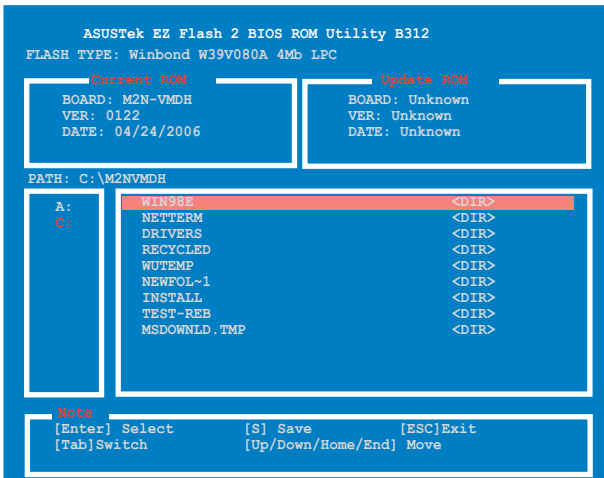 ASUSTek EZ Flash 2 BIOS ROM Utility B312
FLASH TYPE: Winbond W39V080A 4Mb LPC
Current ROM
BOARD: M2N-VMDH
VER: 0122
DATE: 04/24/2006
Update ROM
BOARD: Unknown
VER: Unknown
DATE: Unknown
PATH: C:\M2NVMDH
A:
C:
WIN98E <DIR>
NETTERM <DIR>
DRIVERS <DIR>
RECYCLED <DIR>
WUTEMP <DIR>
NEWFOL~1 <DIR>
INSTALL <DIR>
TEST-REB <DIR>
MSDOWNLD.TMP <DIR>
Note
[Enter] Select [S] Save [ESC]Exit
[Tab]Switch [Up/Down/Home/End] Move